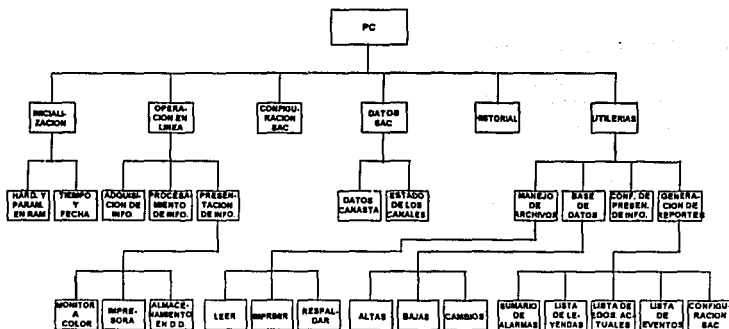 PC
INICIALI-
ZACION
OPERA-
CION EN
LINEA
CONFIGU-
RACION
SAC
DATOS
SAC
HISTORIAL
UTILERIAS
HARD. Y
PARAM.
EN RAM
TIEMPO
Y
FECHA
ADQUISI-
CION DE
INFO.
PROCESA-
MIENTO
DE INFO.
PRESEN-
TACION
DE INFO.
DATOS
CANASTA
ESTADO
DE LOS
CANALES
MANEJO
DE
ARCHIVOS
BASE
DE
DATOS
CONF. DE
PRESEN.
DE INFO.
GENERA-
CION DE
REPORTES
MONITOR
A
COLOR
IMPRE-
SORA
ALMACE-
NAMIENTO
EN D.D.
LEER
IMPRIMIR
RESPAL-
DAR
ALTAS
BAJAS
CAMBIOS
SUMARIO
DE
ALARMAS
LISTA
DE LE-
YENDAS
LISTA DE
EDOS. AC-
TUALES
LISTA
DE
EVENTOS
CONFIGU-
RACION
SAC